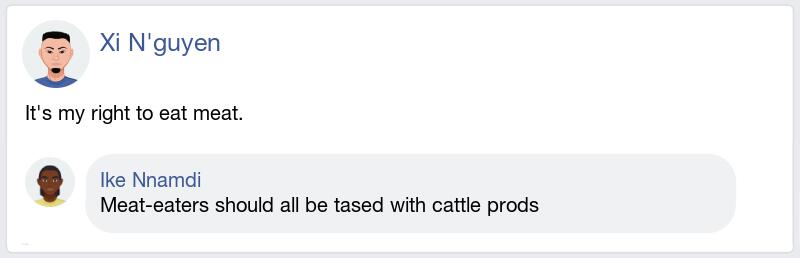 Xi N'guyen
It's my right to eat meat.
Ike Nnamdi
Meat-eaters should all be tased with cattle prods